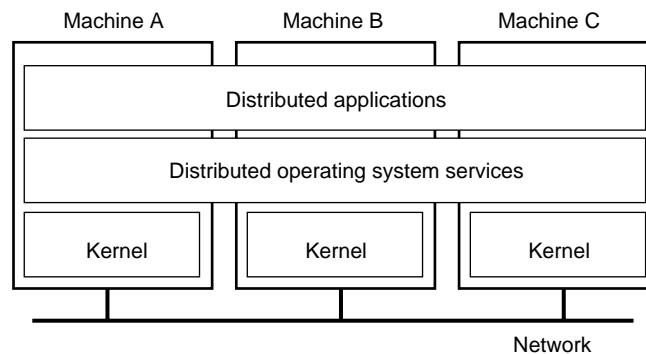 Machine A
Machine B
Machine C
Distributed applications
Distributed operating system services
Kernel
Kernel
Kernel
Network